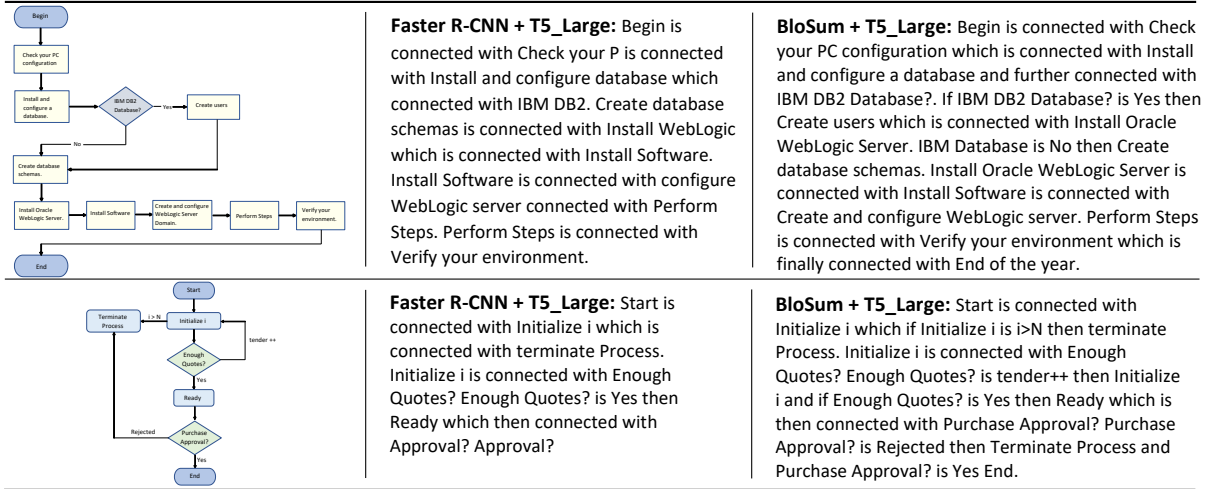 Begin
Check your PC
configuration
Install and
configure a
database.
IBM DB2
Database?
Yes
Create users
No
Create database
schemas.
Install Oracle
WebLogic Server.
Install Software
Create and configure
WebLogic Server
Domain.
Perform Steps
Verify your
environment.
End
Faster R-CNN + T5_Large: Begin is
connected with Check your P is connected
with Install and configure database which
connected with IBM DB2. Create database
schemas is connected with Install WebLogic
which is connected with Install Software.
Install Software is connected with configure
WebLogic server connected with Perform
Steps. Perform Steps is connected with
Verify your environment.
BloSum + T5_Large: Begin is connected with Check
your PC configuration which is connected with Install
and configure a database and further connected with
IBM DB2 Database?. If IBM DB2 Database? is Yes then
Create users which is connected with Install Oracle
WebLogic Server. IBM Database is No then Create
database schemas. Install Oracle WebLogic Server is
connected with Install Software is connected with
Create and configure WebLogic server. Perform Steps
is connected with Verify your environment which is
finally connected with End of the year.
Start
Terminate
Process
i > N
Initialize i
tender ++
Enough
Quotes?
Yes
Ready
Rejected
Purchase
Approval?
Yes
End
Faster R-CNN + T5_Large: Start is
connected with Initialize i which is
connected with terminate Process.
Initialize i is connected with Enough
Quotes? Enough Quotes? is Yes then
Ready which then connected with
Approval? Approval?
BloSum + T5_Large: Start is connected with
Initialize i which if Initialize i is i>N then terminate
Process. Initialize i is connected with Enough
Quotes? Enough Quotes? is tender++ then Initialize
i and if Enough Quotes? is Yes then Ready which is
then connected with Purchase Approval? Purchase
Approval? is Rejected then Terminate Process and
Purchase Approval? is Yes End.